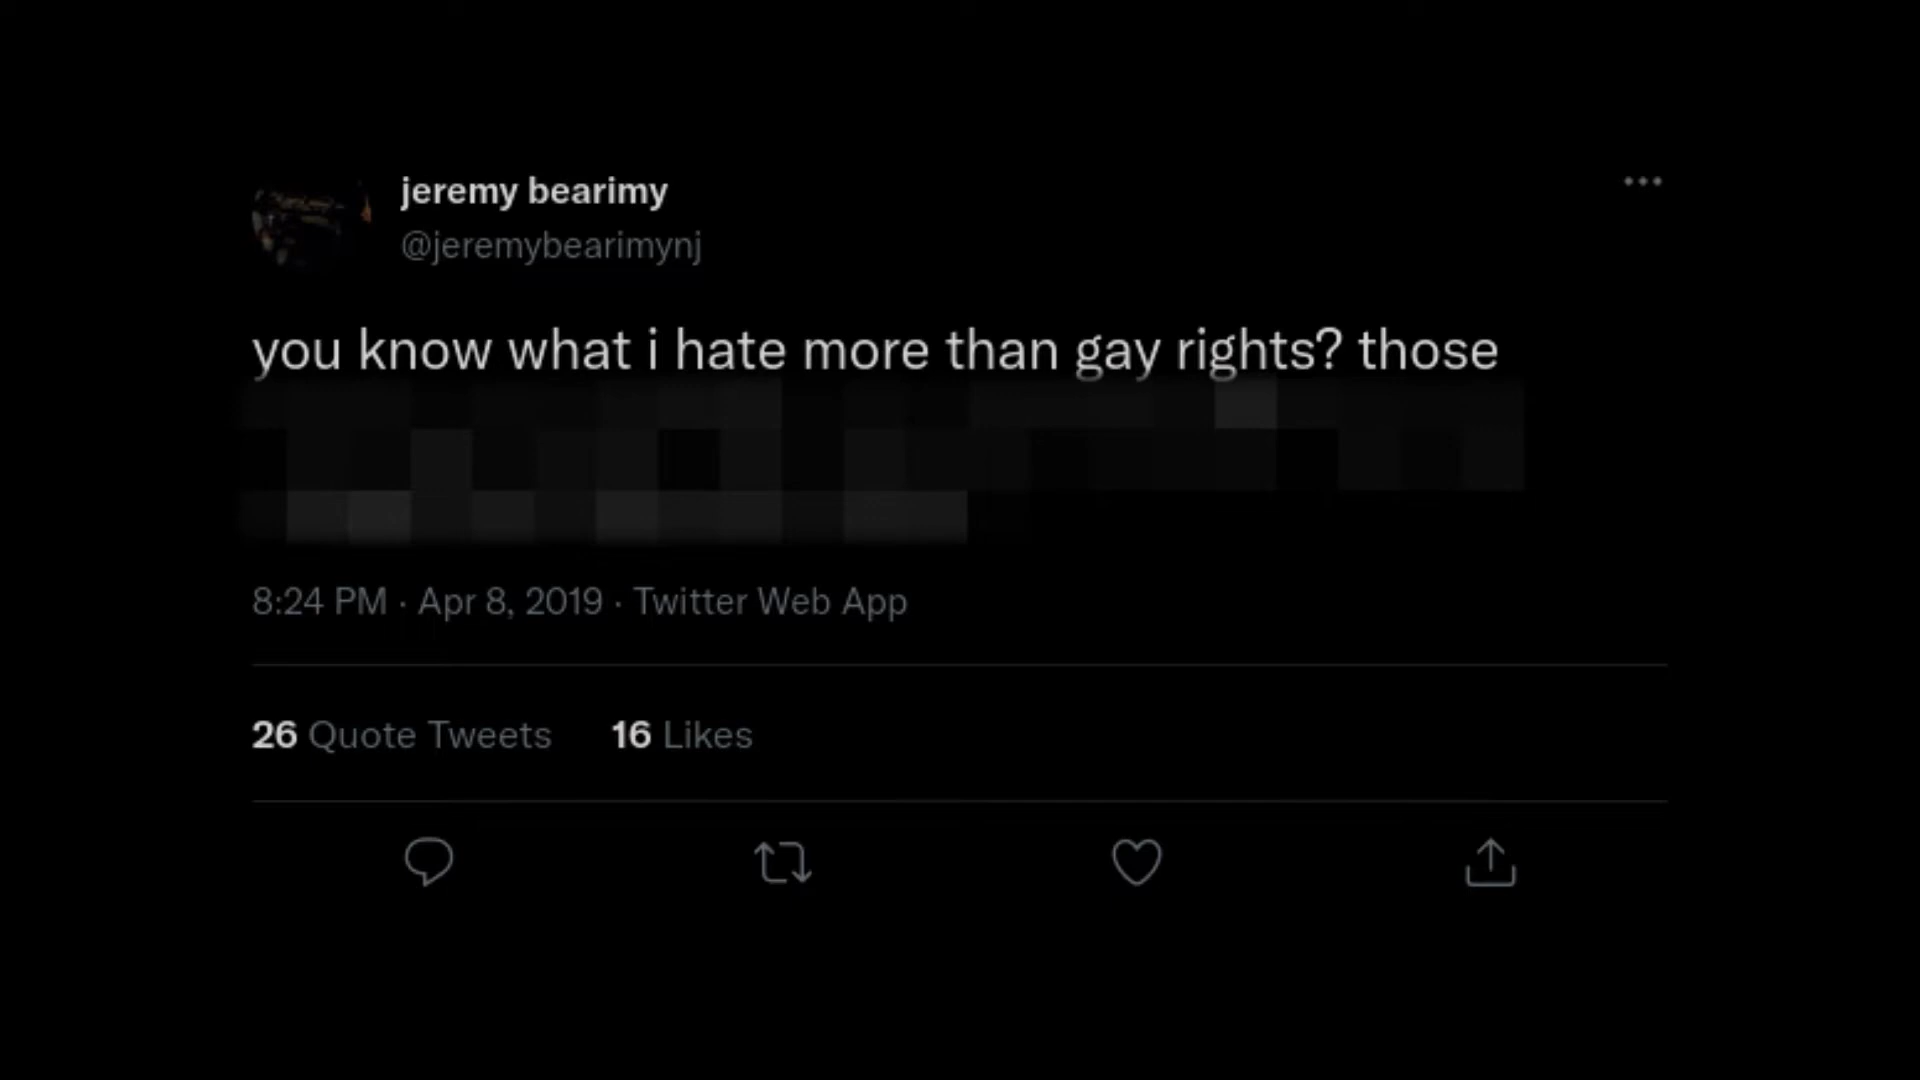 jeremy bearimy
@jeremybearimynj
you know what i hate more than gay rights? those
8:24 PM · Apr 8, 2019 · Twitter Web App
26 Quote Tweets 16 Likes